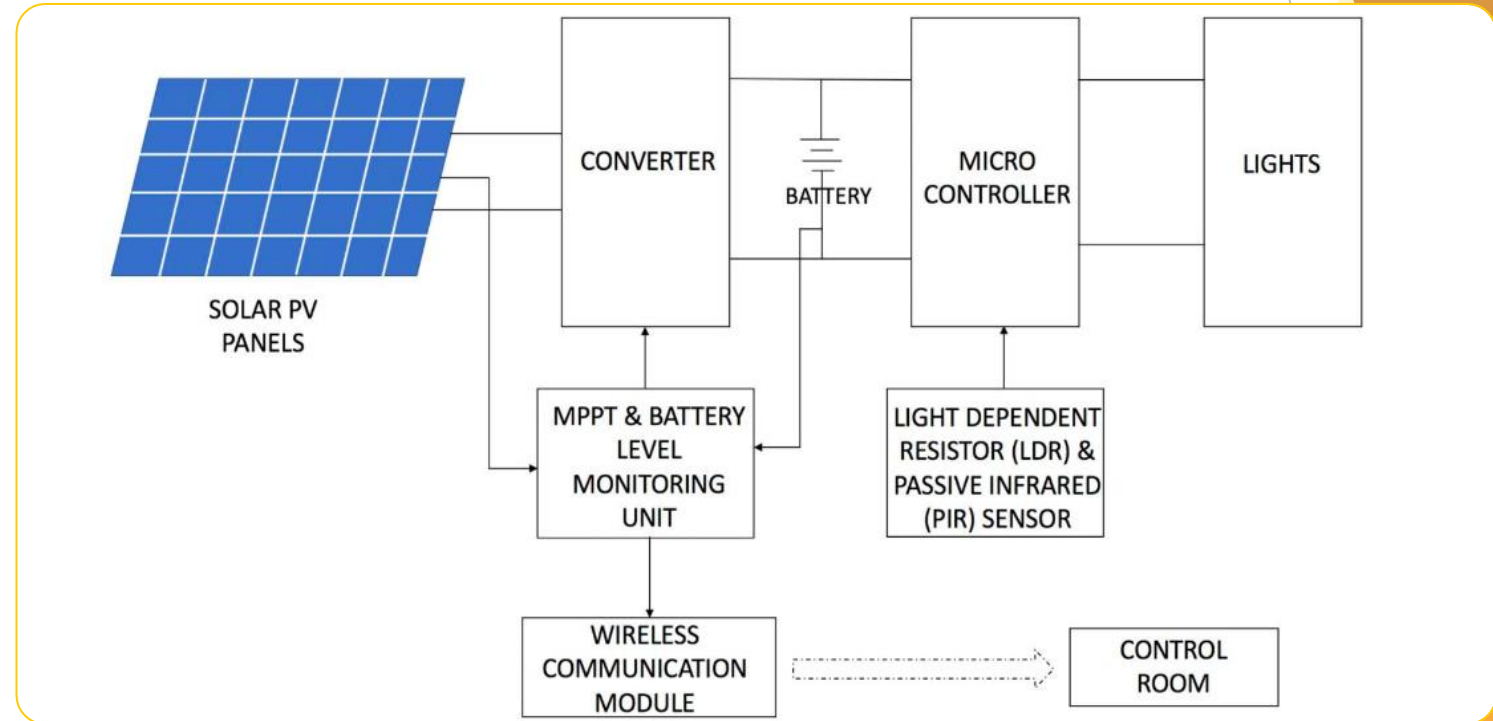 SOLAR PV
PANELS
CONVERTER
BATTERY
MICRO
CONTROLLER
LIGHTS
MPPT & BATTERY
LEVEL
MONITORING
UNIT
LIGHT DEPENDENT
RESISTOR (LDR) &
PASSIVE INFRARED
(PIR) SENSOR
WIRELESS
COMMUNICATION
MODULE
CONTROL
ROOM